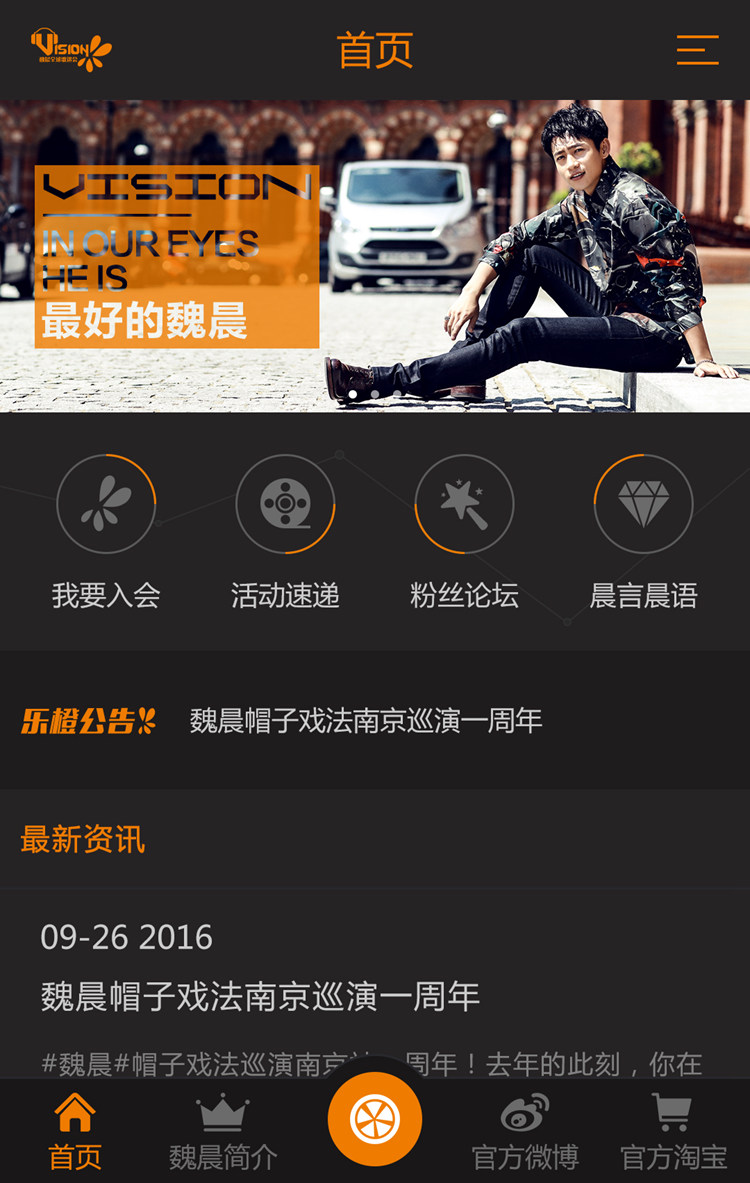 VISION
首页
VISION
IN OUR EYES
HE IS
最好的魏晨
我要入会
活动速递
粉丝论坛
晨言晨语
乐橙公告
魏晨帽子戏法南京巡演一周年
最新资讯
09-26 2016
魏晨帽子戏法南京巡演一周年
#魏晨#帽子戏法巡演南京站一周年！去年的此刻，你在
首页
魏晨简介
官方微博
官方淘宝